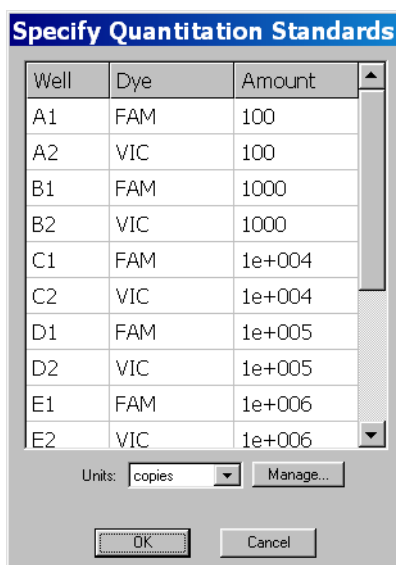 Specify Quantitation Standards
Well Dye Amount
A1 FAM 100
A2 VIC 100
B1 FAM 1000
B2 VIC 1000
C1 FAM 1e+004
C2 VIC 1e+004
D1 FAM 1e+005
D2 VIC 1e+005
E1 FAM 1e+006
E2 VIC 1e+006
Units: copies Manage...
OK Cancel